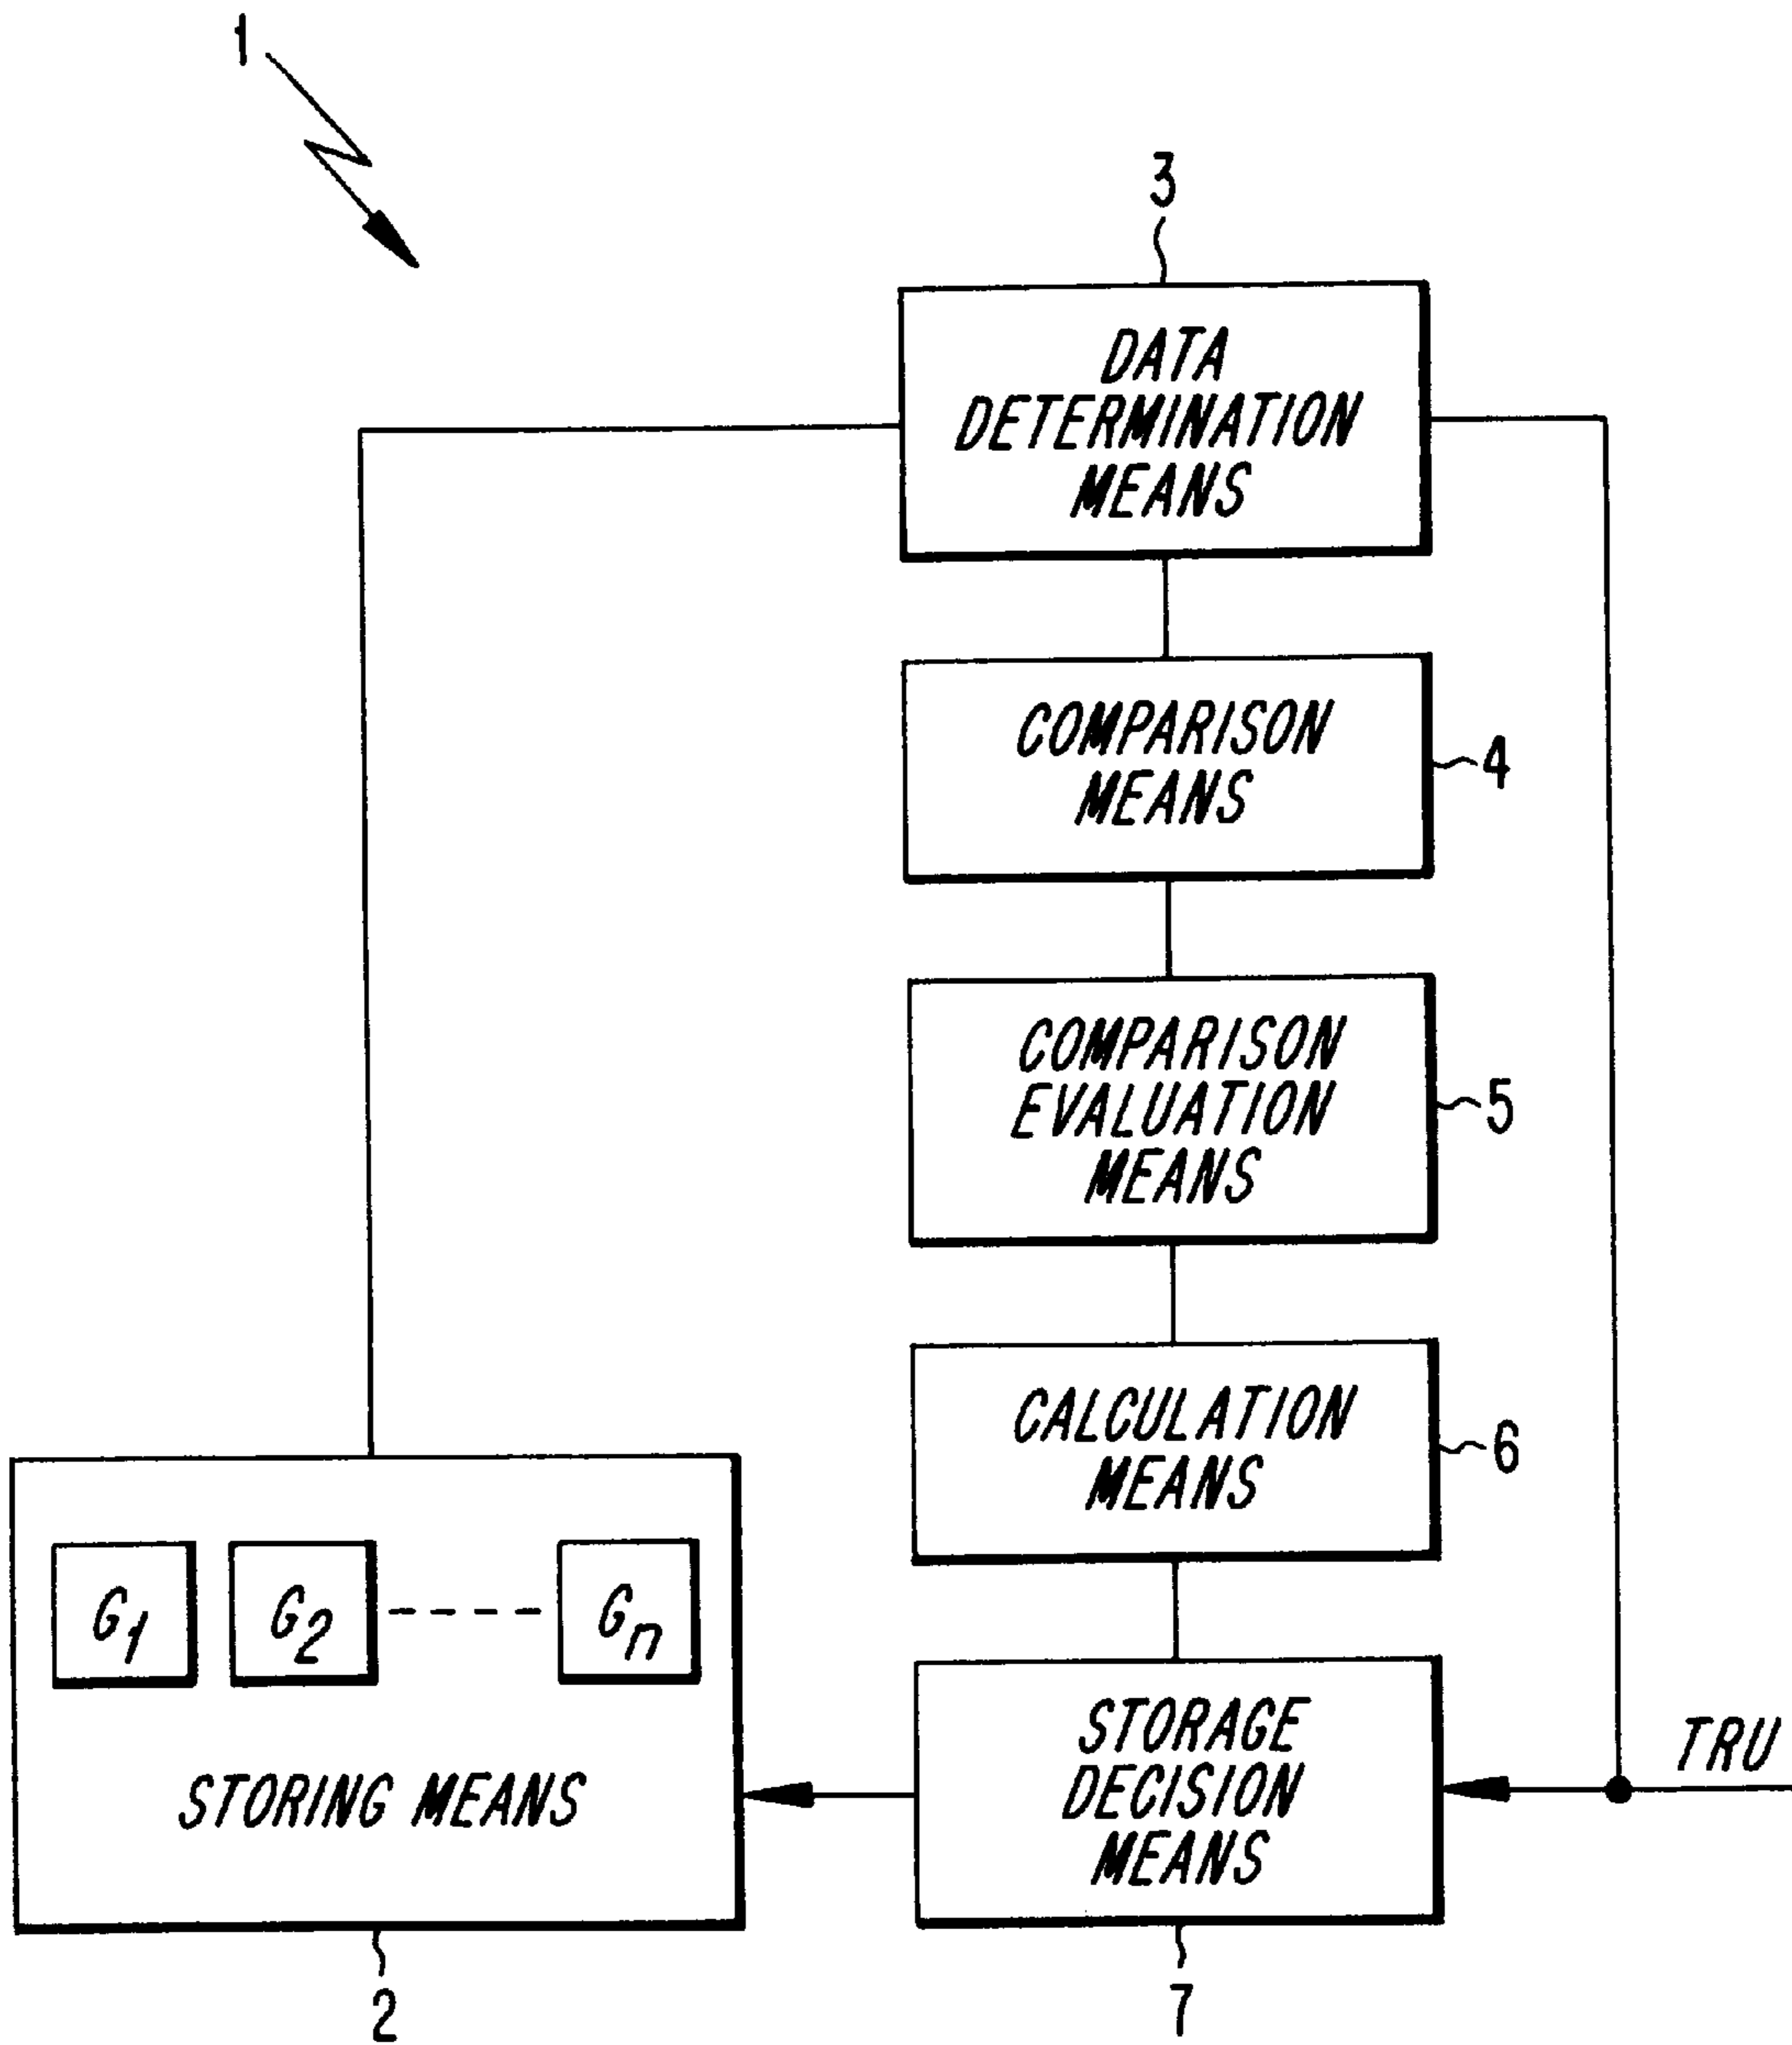 1
3
DATA
DETERMINATION
MEANS
COMPARISON
MEANS
4
COMPARISON
EVALUATION
MEANS
5
CALCULATION
MEANS
6
G1
G2
Gn
STORING MEANS
STORAGE
DECISION
MEANS
TRU
2
7